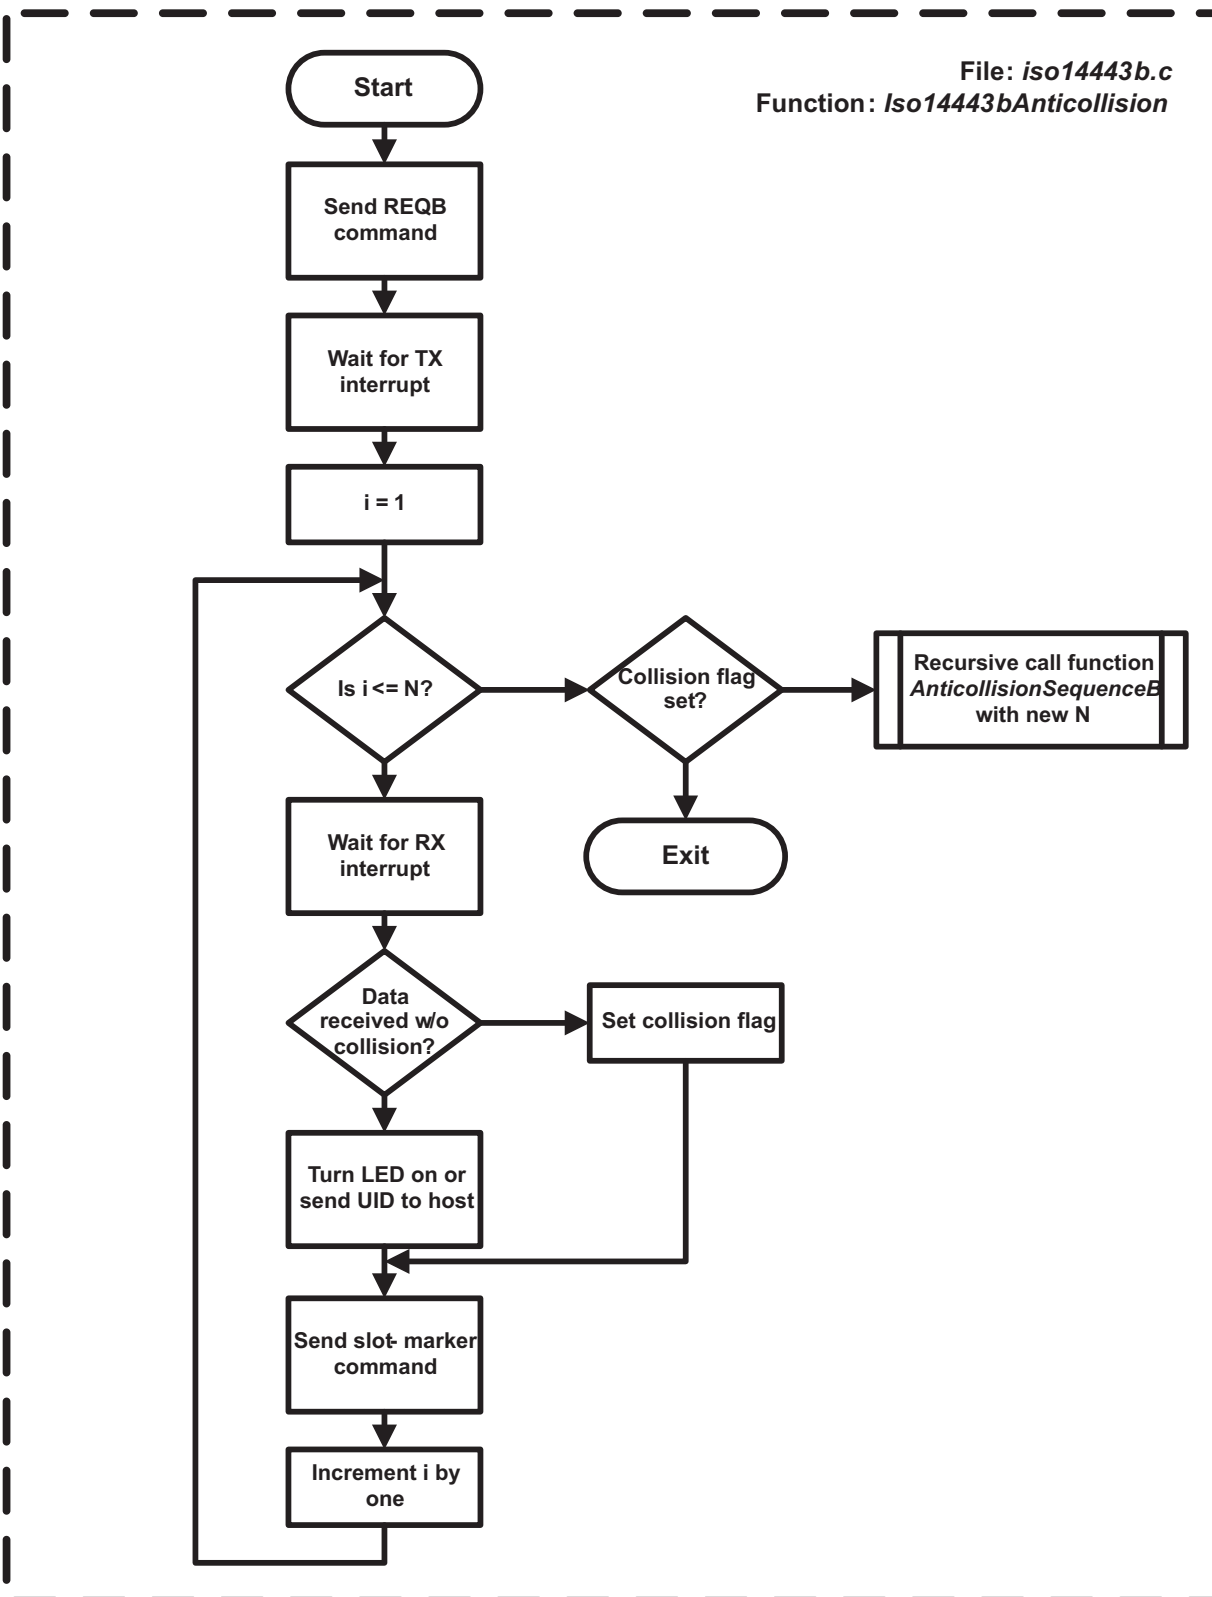 File: iso14443b.c
Function: Iso14443bAnticollision
Start
Send REQB
command
Wait for TX
interrupt
i = 1
Is i <= N?
Collision flag
set?
Recursive call function
AnticollisionSequenceB
with new N
Wait for RX
interrupt
Exit
Data
received w/o
collision?
Set collision flag
Turn LED on or
send UID to host
Send slot- marker
command
Increment i by
one